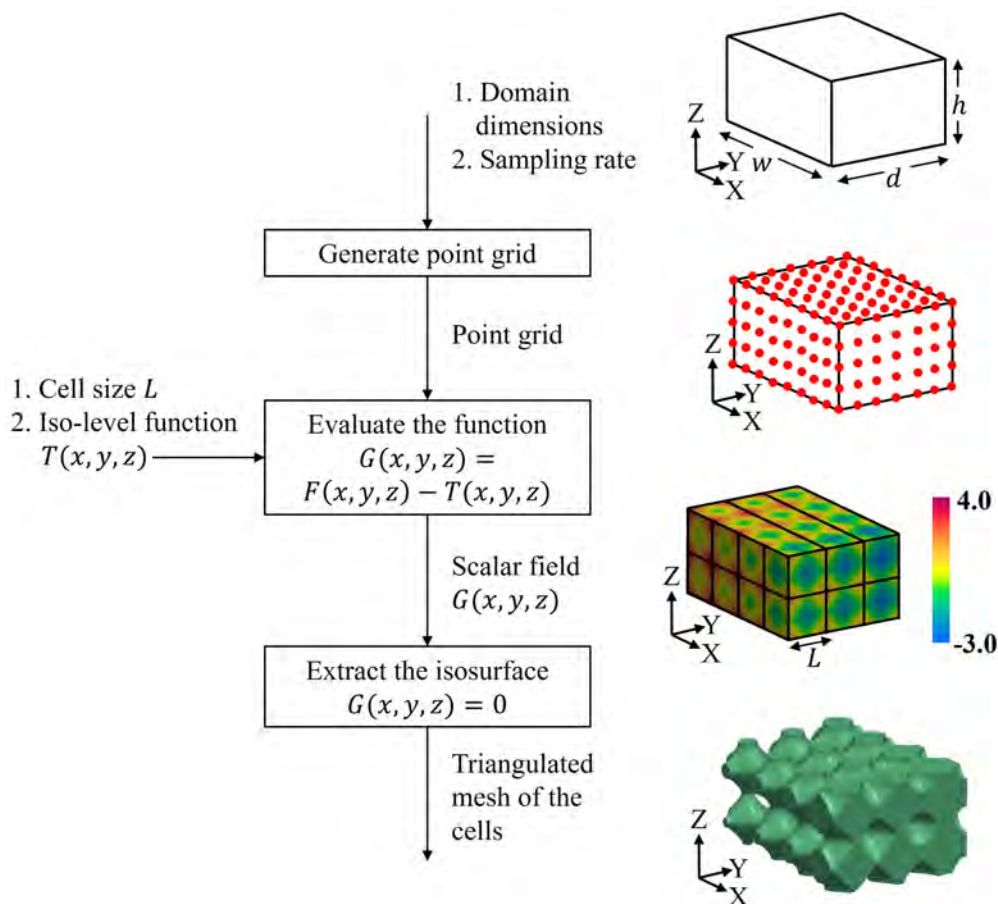 1. Domain
dimensions
2. Sampling rate
Generate point grid
Point grid
1. Cell size L
2. Iso-level function
T(x, y, z)
Evaluate the function
G(x, y, z) =
F(x, y, z) − T(x, y, z)
Scalar field
G(x, y, z)
Extract the isosurface
G(x, y, z) = 0
Triangulated
mesh of the
cells
Z
Y
X
w
d
h
Z
Y
X
Z
Y
X
L
4.0
-3.0
Z
Y
X